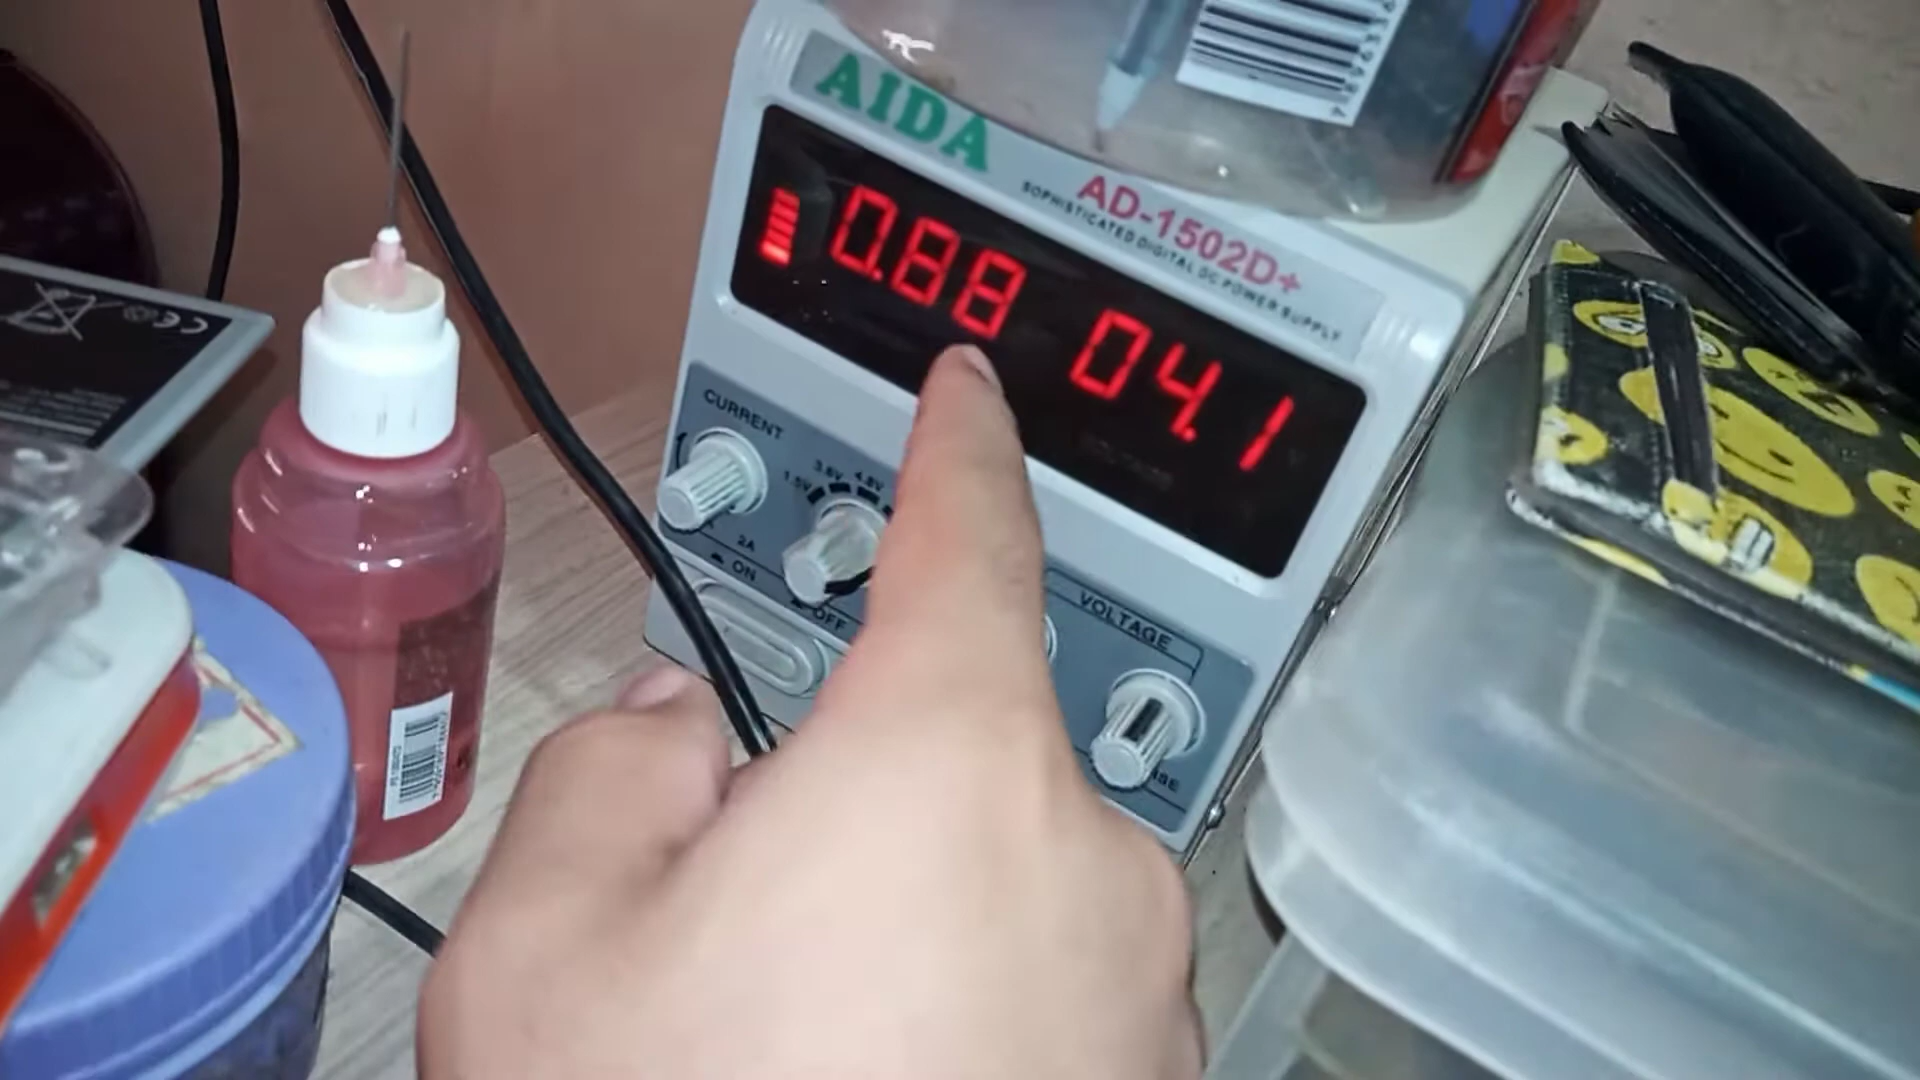 AIDA
AD-1502D+
SOPHISTICATED DIGITAL DC POWER SUPPLY
0.88 04.1
CURRENT
1.5V 3.6V 4.8V
2A
ON
OFF
VOLTAGE
CE